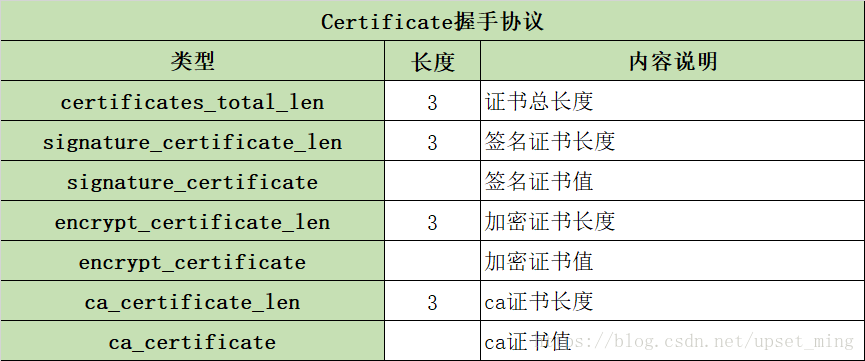 Certificate握手协议
类型 长度 内容说明
certificates_total_len 3 证书总长度
signature_certificate_len 3 签名证书长度
signature_certificate 签名证书值
encrypt_certificate_len 3 加密证书长度
encrypt_certificate 加密证书值
ca_certificate_len 3 ca证书长度
ca_certificate ca证书值
https://blog.csdn.net/upset_ming